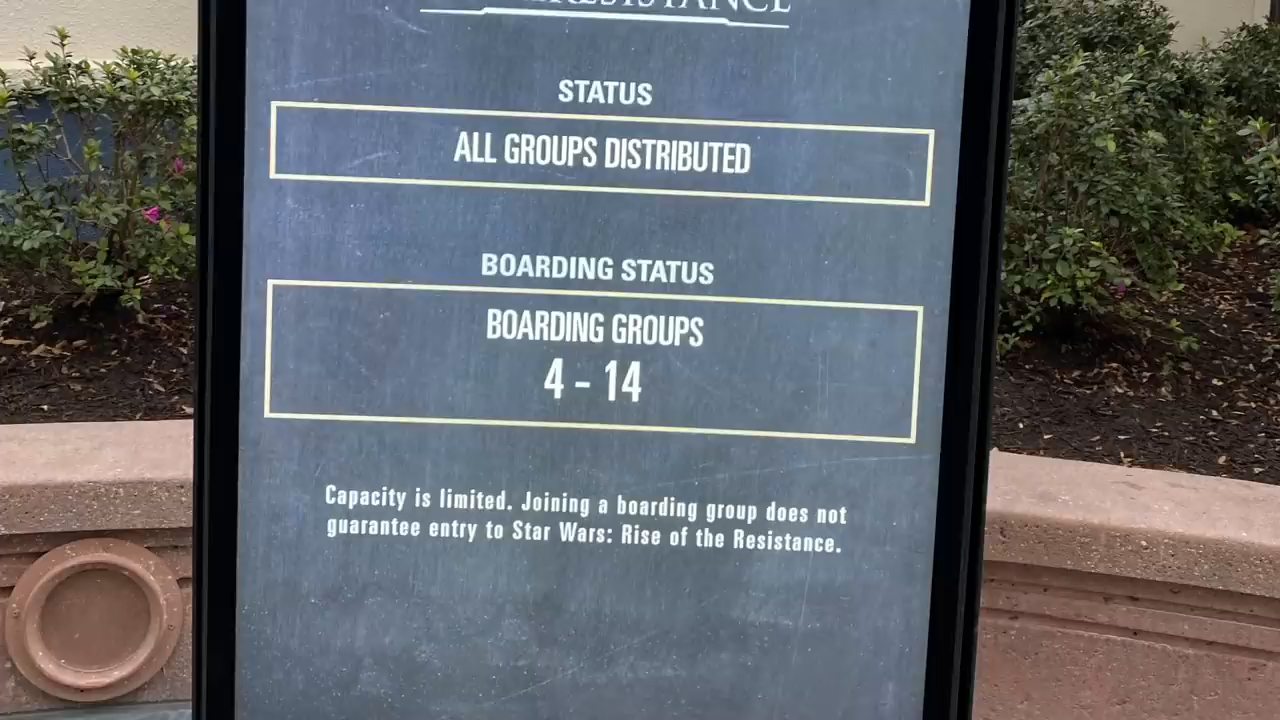 RESISTANCE
STATUS
ALL GROUPS DISTRIBUTED
BOARDING STATUS
BOARDING GROUPS
4 - 14
Capacity is limited. Joining a boarding group does not
guarantee entry to Star Wars: Rise of the Resistance.